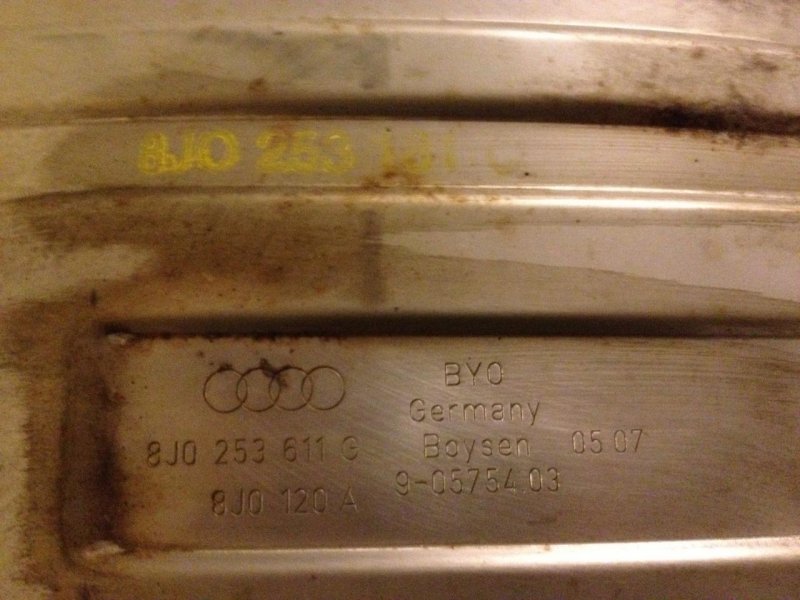 8J0 253
BYO
Germany
8J0 253 611 G
Boysen 05 07
8J0 120 A
9-05754.03